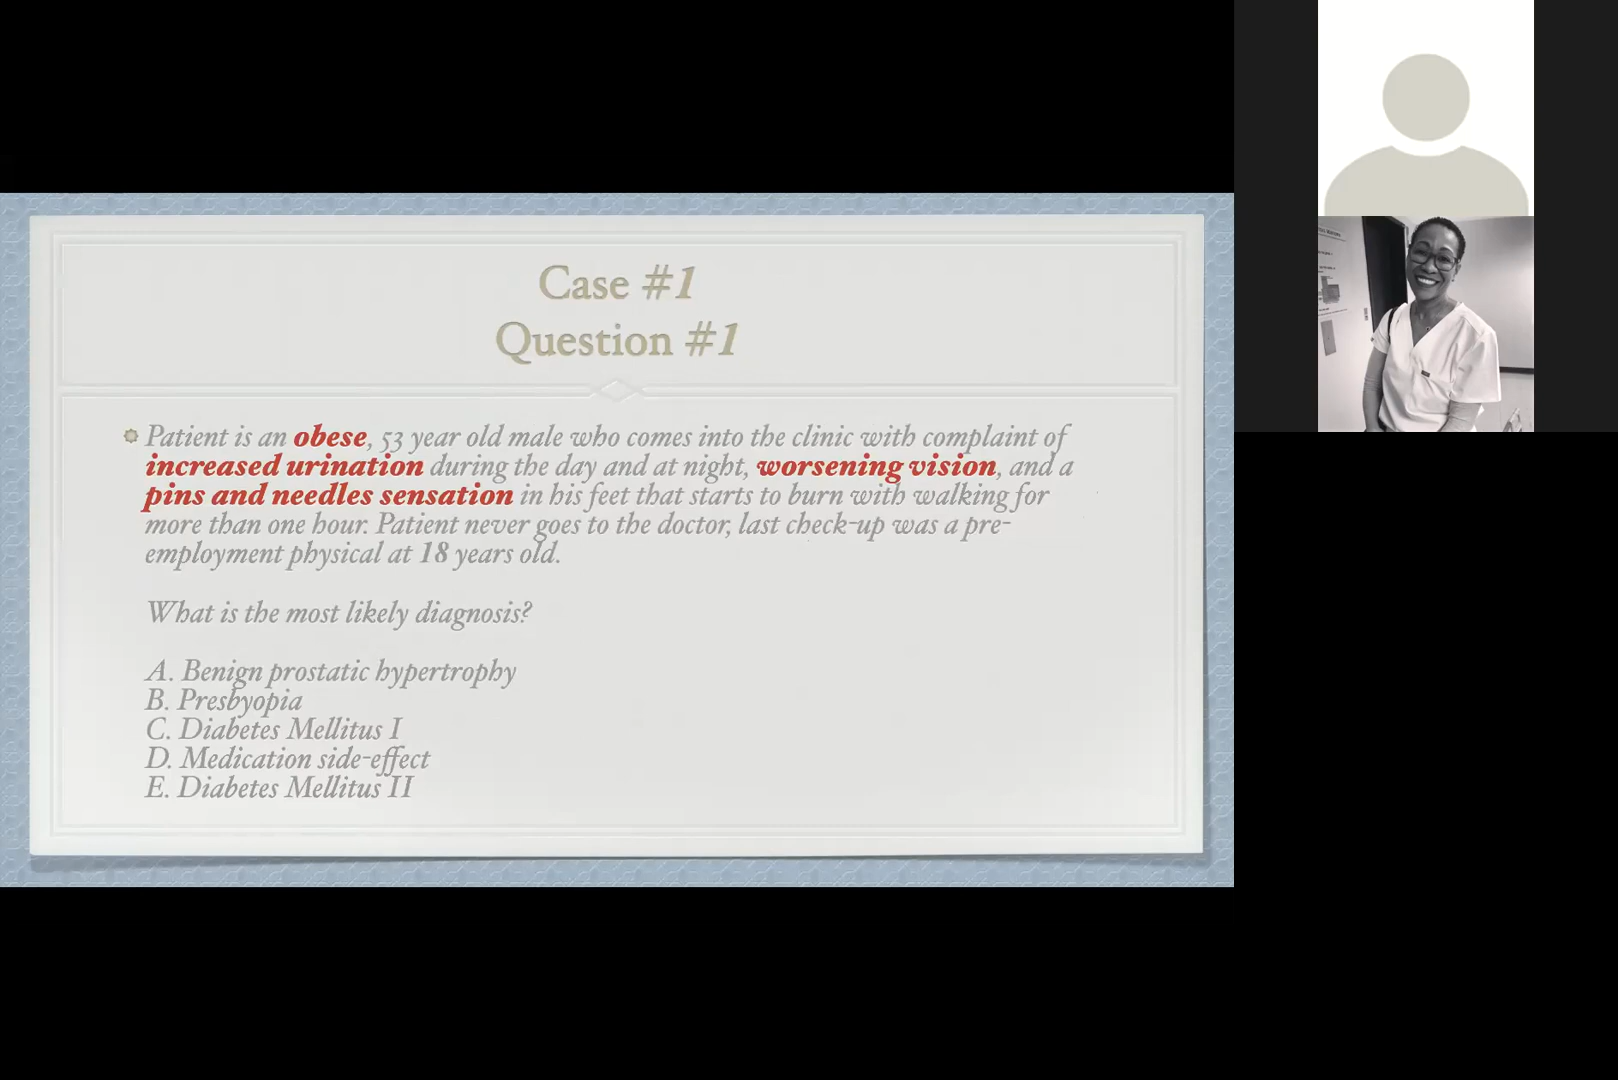 Case #1
Question #1
Patient is an obese, 53 year old male who comes into the clinic with complaint of
increased urination during the day and at night, worsening vision, and a
pins and needles sensation in his feet that starts to burn with walking for
more than one hour. Patient never goes to the doctor, last check-up was a pre-
employment physical at 18 years old.
What is the most likely diagnosis?
A. Benign prostatic hypertrophy
B. Presbyopia
C. Diabetes Mellitus I
D. Medication side-effect
E. Diabetes Mellitus II